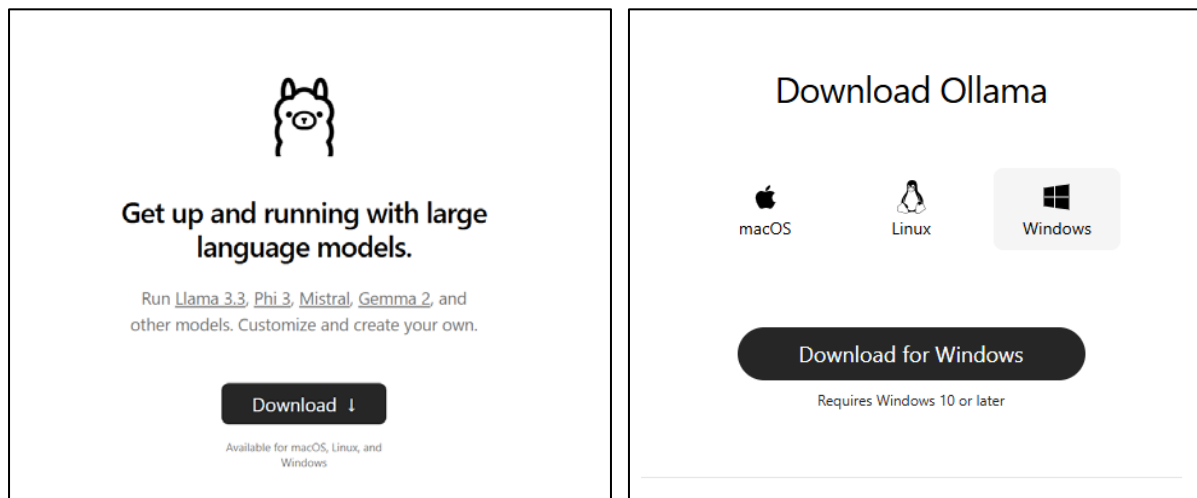 Get up and running with large
language models.
Run Llama 3.3, Phi 3, Mistral, Gemma 2, and
other models. Customize and create your own.
Download ↓
Available for macOS, Linux, and
Windows
Download Ollama
macOS
Linux
Windows
Download for Windows
Requires Windows 10 or later